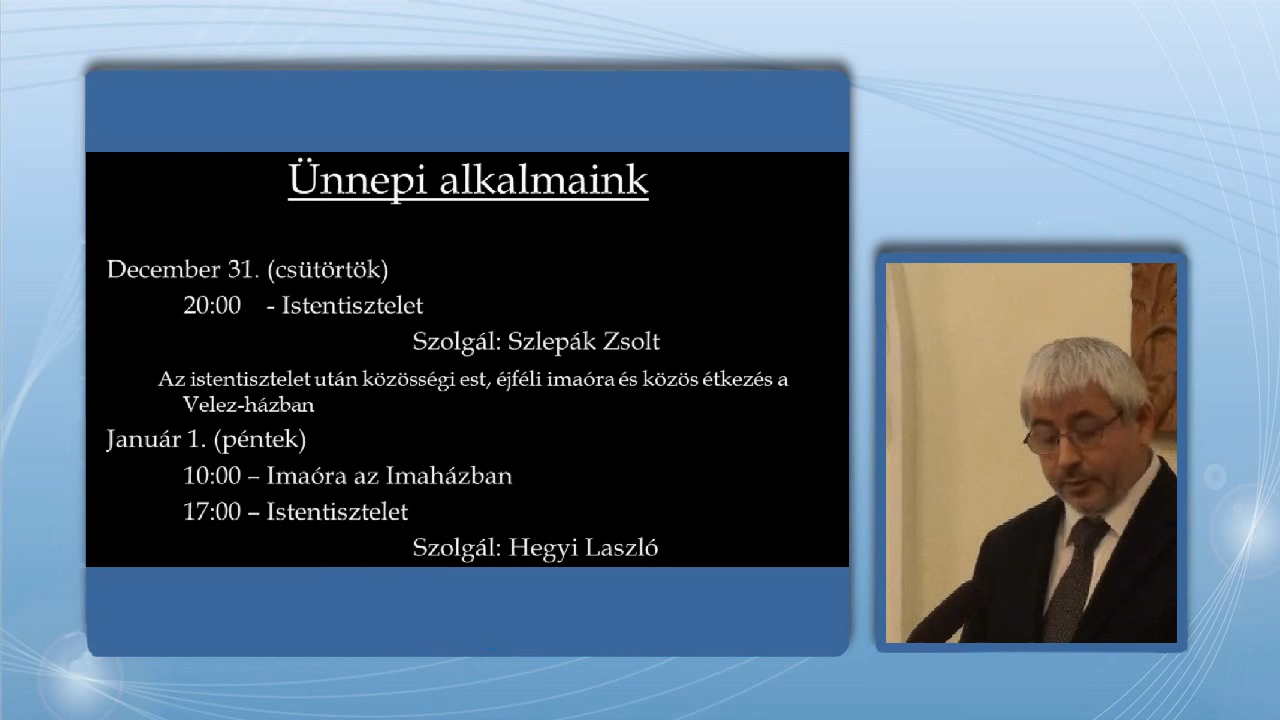 Ünnepi alkalmaink
December 31. (csütörtök)
20:00 - Istentisztelet
Szolgál: Szlepák Zsolt
Az istentisztelet után közösségi est, éjféli imaóra és közös étkezés a
Velez-házban
Január 1. (péntek)
10:00 – Imaóra az Imaházban
17:00 – Istentisztelet
Szolgál: Hegyi Laszló